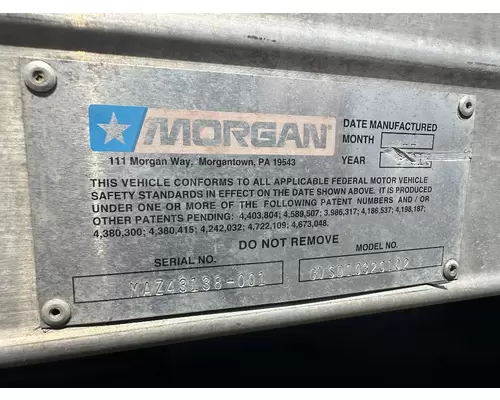 MORGAN
111 Morgan Way, Morgantown, PA 19543
DATE MANUFACTURED
MONTH
YEAR
THIS VEHICLE CONFORMS TO ALL APPLICABLE FEDERAL MOTOR VEHICLE
SAFETY STANDARDS IN EFFECT ON THE DATE SHOWN ABOVE. IT IS PRODUCED
UNDER ONE OR MORE OF THE FOLLOWING PATENT NUMBERS AND / OR
OTHER PATENTS PENDING: 4,403,804; 4,589,507; 3,986,317; 4,186,537; 4,198,187;
4,380,300; 4,380,415; 4,242,032; 4,722,109; 4,673,048.
DO NOT REMOVE
SERIAL NO.
MODEL NO.